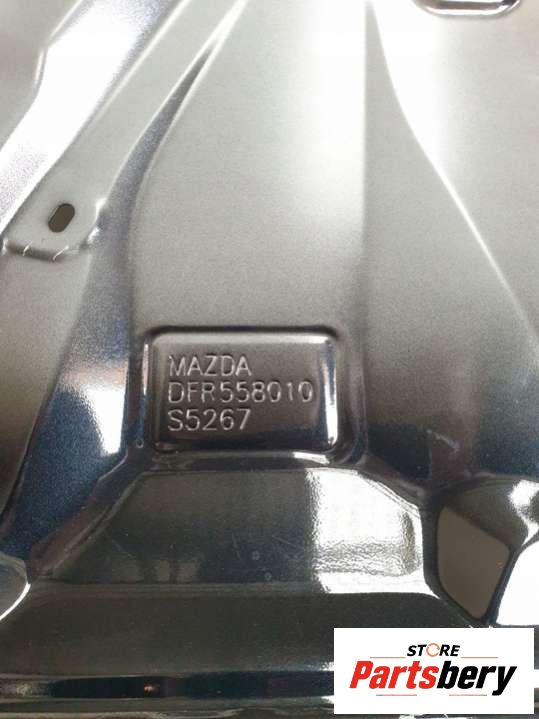 MAZDA
DFR558010
S5267
STORE
Partsbery